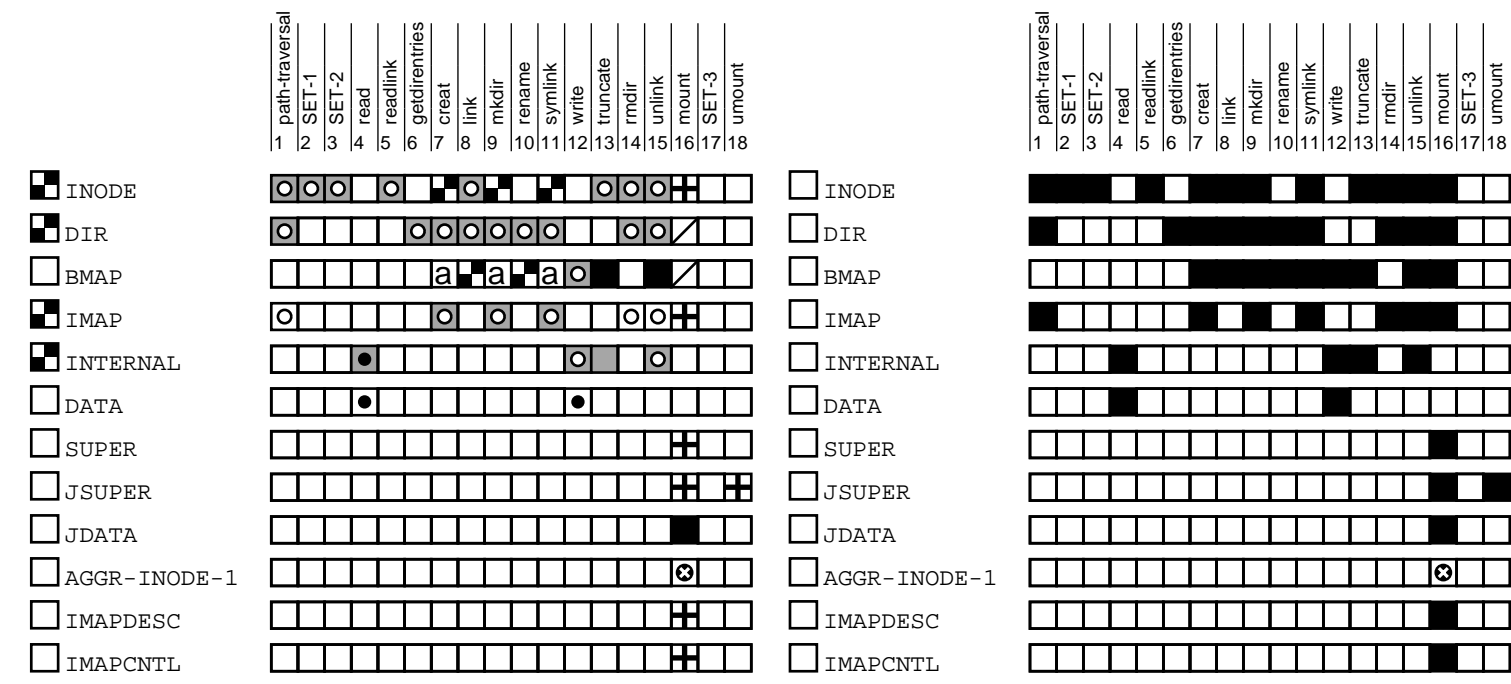 path-traversal SET-1 SET-2 read readlink getdirentries creat link mkdir rename symlink write truncate rmdir unlink mount SET-3 umount
1 2 3 4 5 6 7 8 9 10 11 12 13 14 15 16 17 18
INODE
DIR
BMAP a a a
IMAP
INTERNAL
DATA
SUPER
JSUPER
JDATA
AGGR-INODE-1
IMAPDESC
IMAPCNTL
path-traversal SET-1 SET-2 read readlink getdirentries creat link mkdir rename symlink write truncate rmdir unlink mount SET-3 umount
1 2 3 4 5 6 7 8 9 10 11 12 13 14 15 16 17 18
INODE
DIR
BMAP
IMAP
INTERNAL
DATA
SUPER
JSUPER
JDATA
AGGR-INODE-1
IMAPDESC
IMAPCNTL